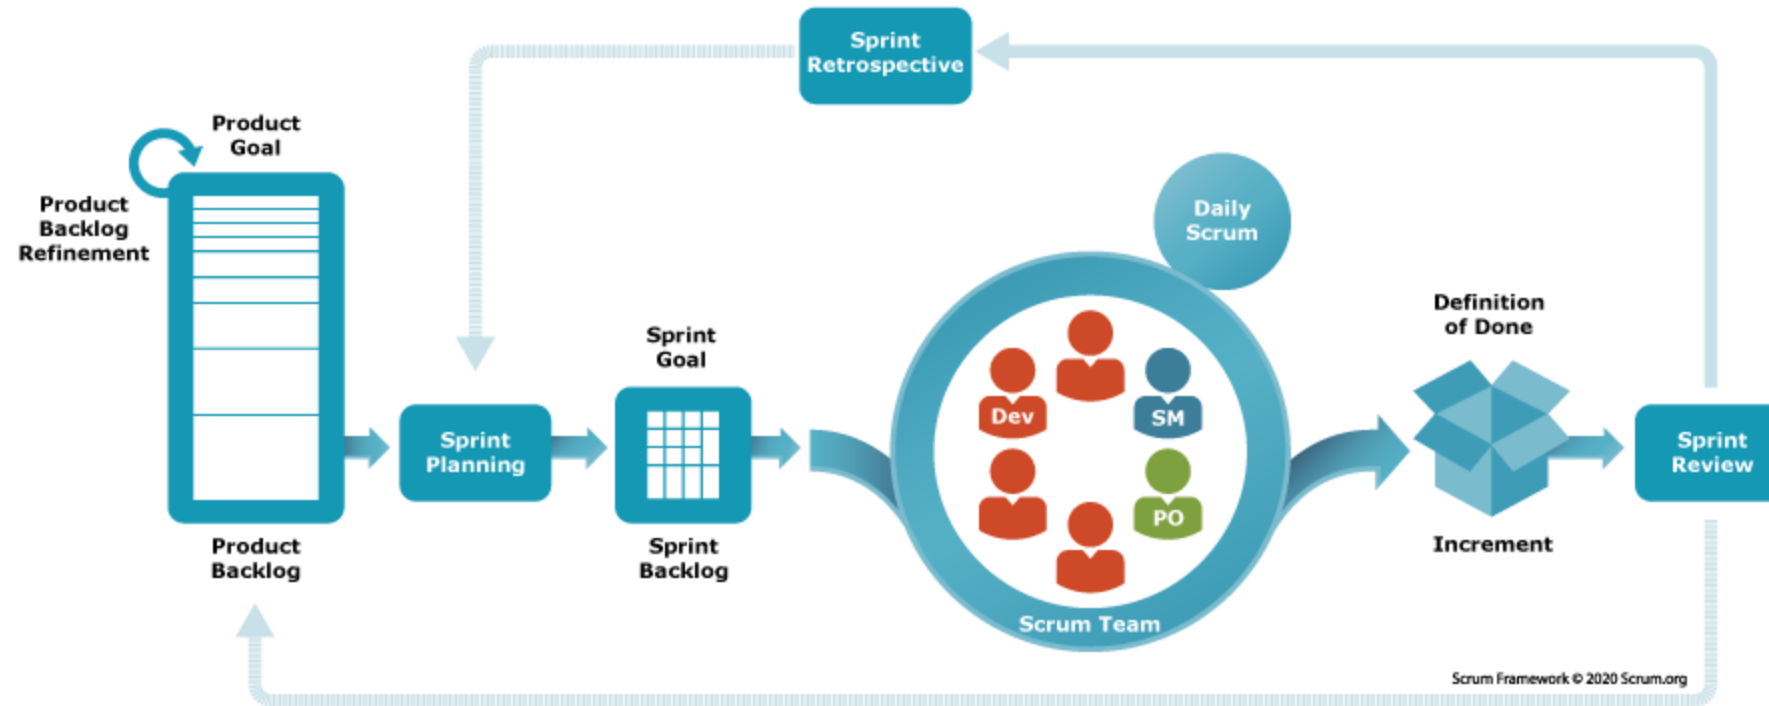 Sprint
Retrospective
Product
Goal
Product
Backlog
Refinement
Daily
Scrum
Definition
of Done
Sprint
Goal
Dev
SM
Sprint
Planning
Sprint
Review
PO
Product
Backlog
Sprint
Backlog
Increment
Scrum Team
Scrum Framework © 2020 Scrum.org